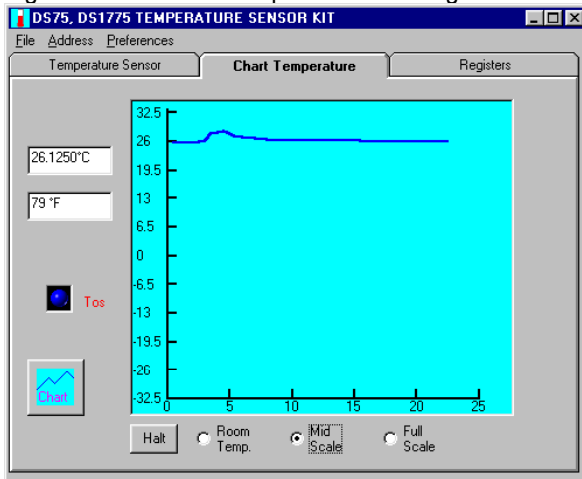 DS75, DS1775 TEMPERATURE SENSOR KIT
File Address Preferences
Temperature Sensor
Chart Temperature
Registers
26.1250°C
79 °F
Tos
Chart
32.5
26
19.5
13
6.5
0
-6.5
-13
-19.5
-26
-32.5
0 5 10 15 20 25
Halt
Room Temp.
Mid Scale
Full Scale